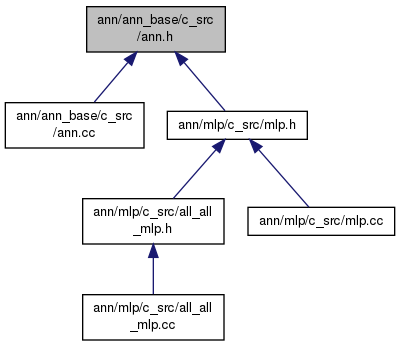 ann/ann_base/c_src
/ann.h
ann/ann_base/c_src
/ann.cc
ann/mlp/c_src/mlp.h
ann/mlp/c_src/all_all
_mlp.h
ann/mlp/c_src/mlp.cc
ann/mlp/c_src/all_all
_mlp.cc